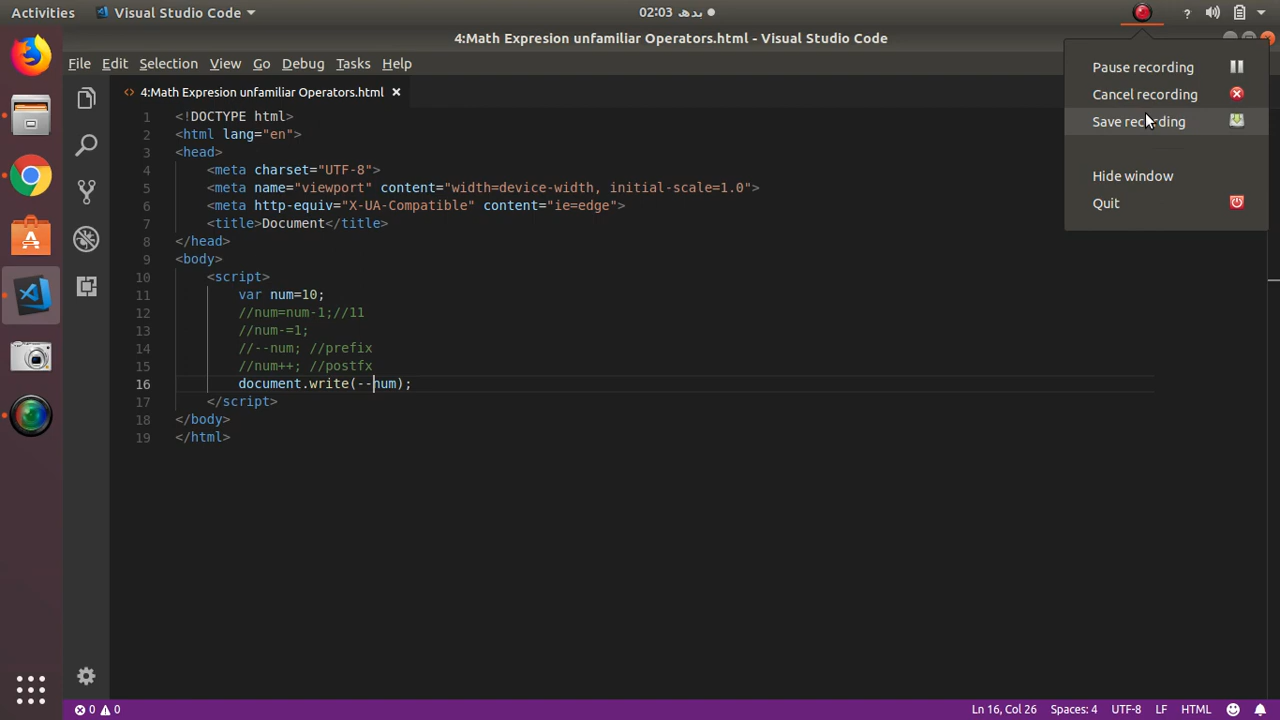 Activities
Visual Studio Code
02:03 بدھ
?
4:Math Expresion unfamiliar Operators.html - Visual Studio Code
File Edit Selection View Go Debug Tasks Help
<> 4:Math Expresion unfamiliar Operators.html ×
Pause recording
Cancel recording
Save recording
Hide window
Quit
1 <!DOCTYPE html>
2 <html lang="en">
3 <head>
4 <meta charset="UTF-8">
5 <meta name="viewport" content="width=device-width, initial-scale=1.0">
6 <meta http-equiv="X-UA-Compatible" content="ie=edge">
7 <title>Document</title>
8 </head>
9 <body>
10 <script>
11 var num=10;
12 //num=num-1;//11
13 //num-=1;
14 //--num; //prefix
15 //num++; //postfx
16 document.write(--num);
17 </script>
18 </body>
19 </html>
0 0
Ln 16, Col 26 Spaces: 4 UTF-8 LF HTML